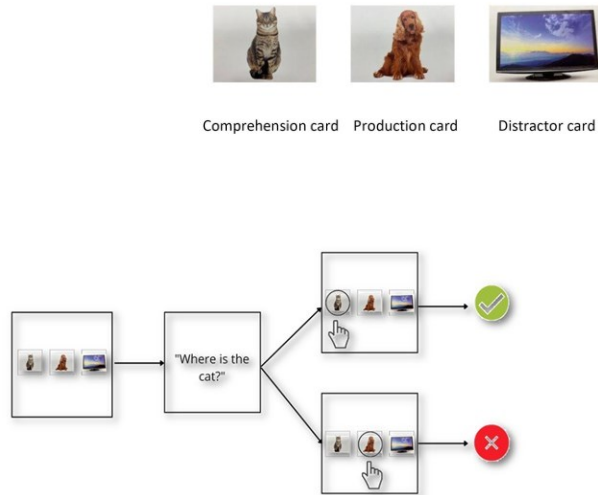 Comprehension card
Production card
Distractor card
"Where is the
cat?"